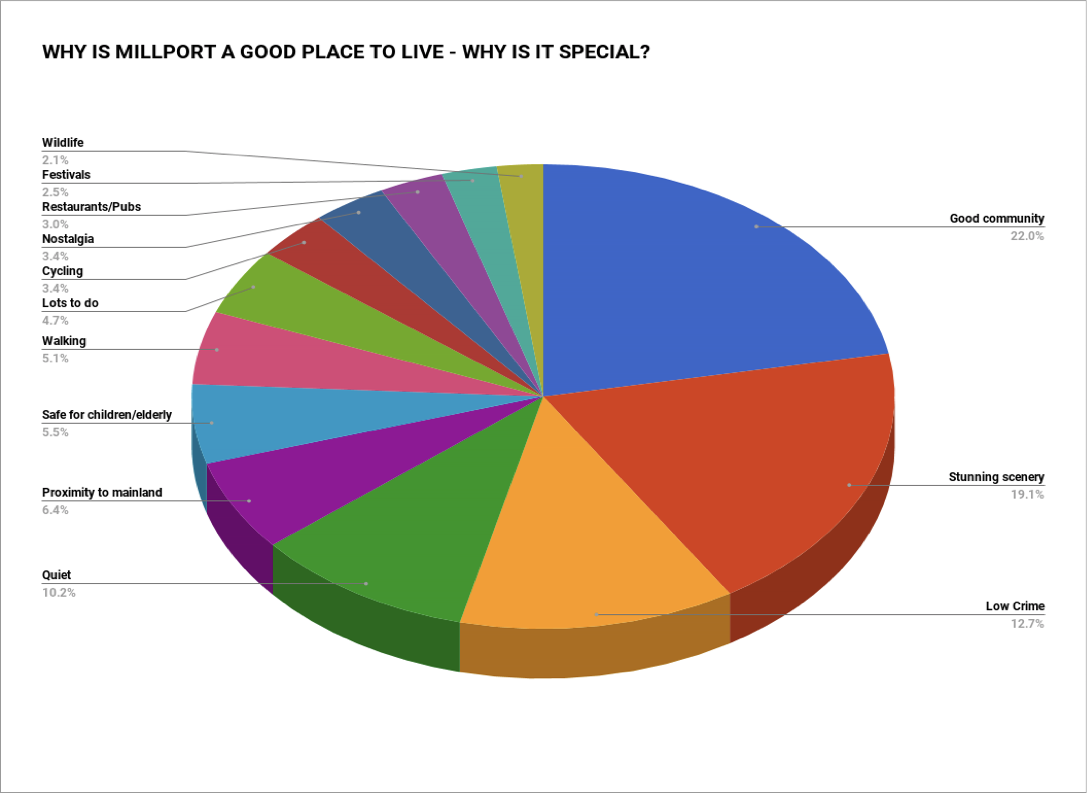 WHY IS MILLPORT A GOOD PLACE TO LIVE - WHY IS IT SPECIAL?
Wildlife
2.1%
Festivals
2.5%
Restaurants/Pubs
3.0%
Nostalgia
3.4%
Cycling
3.4%
Lots to do
4.7%
Walking
5.1%
Safe for children/elderly
5.5%
Proximity to mainland
6.4%
Quiet
10.2%
Good community
22.0%
Stunning scenery
19.1%
Low Crime
12.7%